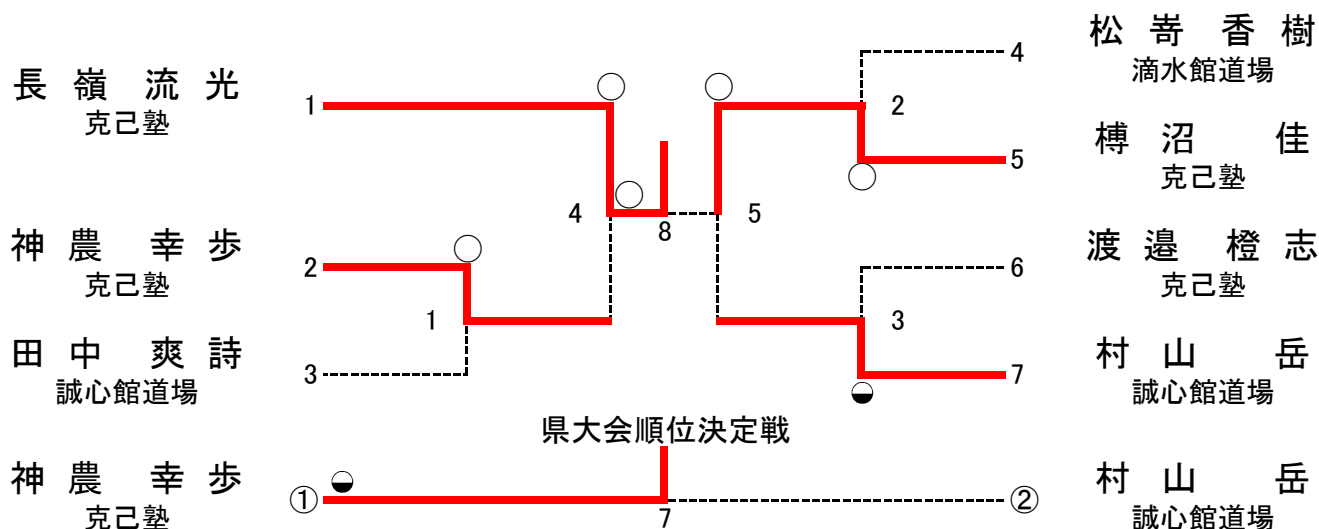 長嶺流光
克己塾
1
神農幸歩
克己塾
2
田中爽詩
誠心館道場
3
1
4
8
5
2
3
松嵜香樹
滴水館道場
4
榑沼佳
克己塾
5
渡邉橙志
克己塾
6
村山岳
誠心館道場
7
県大会順位決定戦
神農幸歩
克己塾
①
7
②
村山岳
誠心館道場